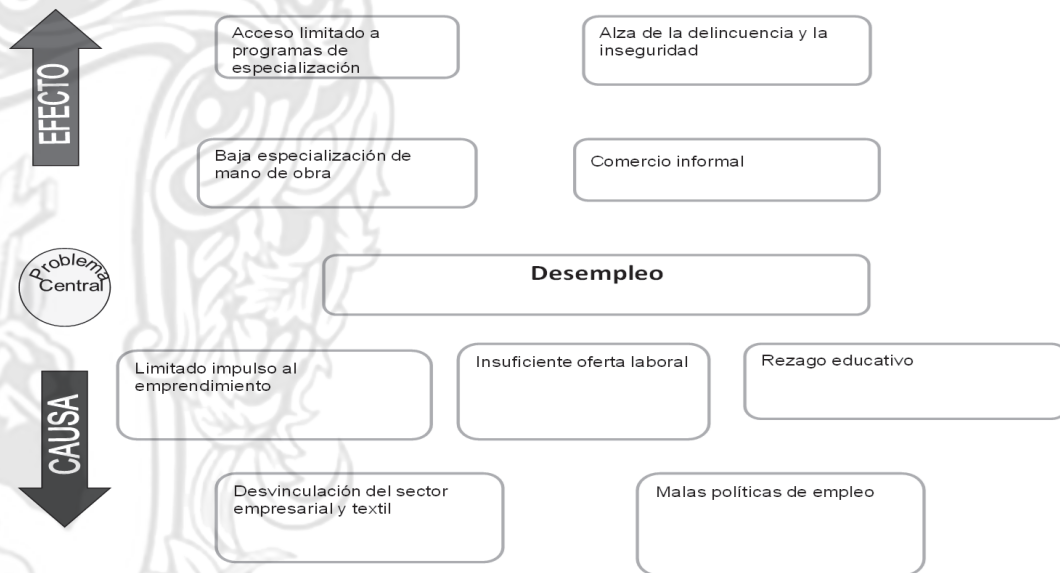 EFECTO
Acceso limitado a
programas de
especialización
Alza de la delincuencia y la
inseguridad
Baja especialización de
mano de obra
Comercio informal
Problema
Central
Desempleo
CAUSA
Limitado impulso al
emprendimiento
Insuficiente oferta laboral
Rezago educativo
Desvinculación del sector
empresarial y textil
Malas políticas de empleo